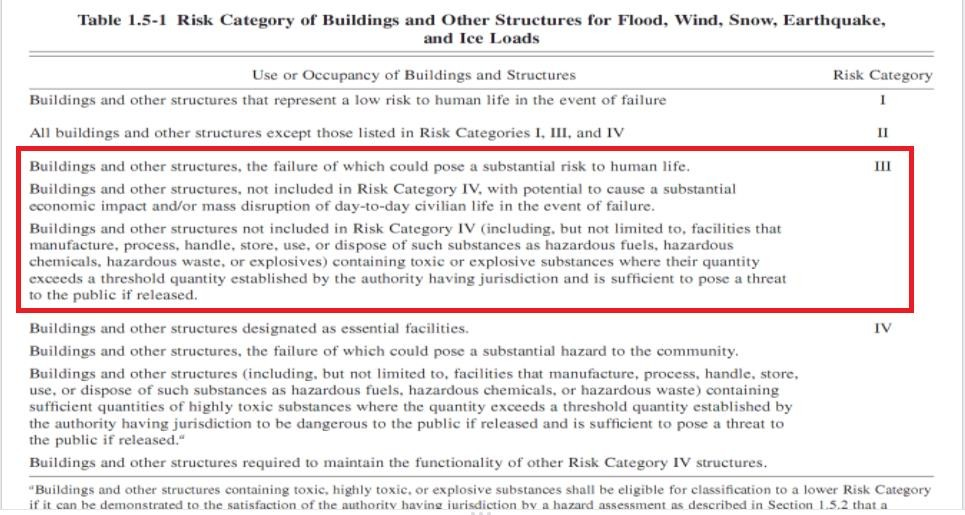 Table 1.5-1 Risk Category of Buildings and Other Structures for Flood, Wind, Snow, Earthquake,
and Ice Loads
Use or Occupancy of Buildings and Structures Risk Category
Buildings and other structures that represent a low risk to human life in the event of failure I
All buildings and other structures except those listed in Risk Categories I, III, and IV II
Buildings and other structures, the failure of which could pose a substantial risk to human life. III
Buildings and other structures, not included in Risk Category IV, with potential to cause a substantial
economic impact and/or mass disruption of day-to-day civilian life in the event of failure.
Buildings and other structures not included in Risk Category IV (including, but not limited to, facilities that
manufacture, process, handle, store, use, or dispose of such substances as hazardous fuels, hazardous
chemicals, hazardous waste, or explosives) containing toxic or explosive substances where their quantity
exceeds a threshold quantity established by the authority having jurisdiction and is sufficient to pose a threat
to the public if released.
Buildings and other structures designated as essential facilities. IV
Buildings and other structures, the failure of which could pose a substantial hazard to the community.
Buildings and other structures (including, but not limited to, facilities that manufacture, process, handle, store,
use, or dispose of such substances as hazardous fuels, hazardous chemicals, or hazardous waste) containing
sufficient quantities of highly toxic substances where the quantity exceeds a threshold quantity established by
the authority having jurisdiction to be dangerous to the public if released and is sufficient to pose a threat to
the public if released.a
Buildings and other structures required to maintain the functionality of other Risk Category IV structures.
aBuildings and other structures containing toxic, highly toxic, or explosive substances shall be eligible for classification to a lower Risk Category
if it can be demonstrated to the satisfaction of the authority having jurisdiction by a hazard assessment as described in Section 1.5.2 that a